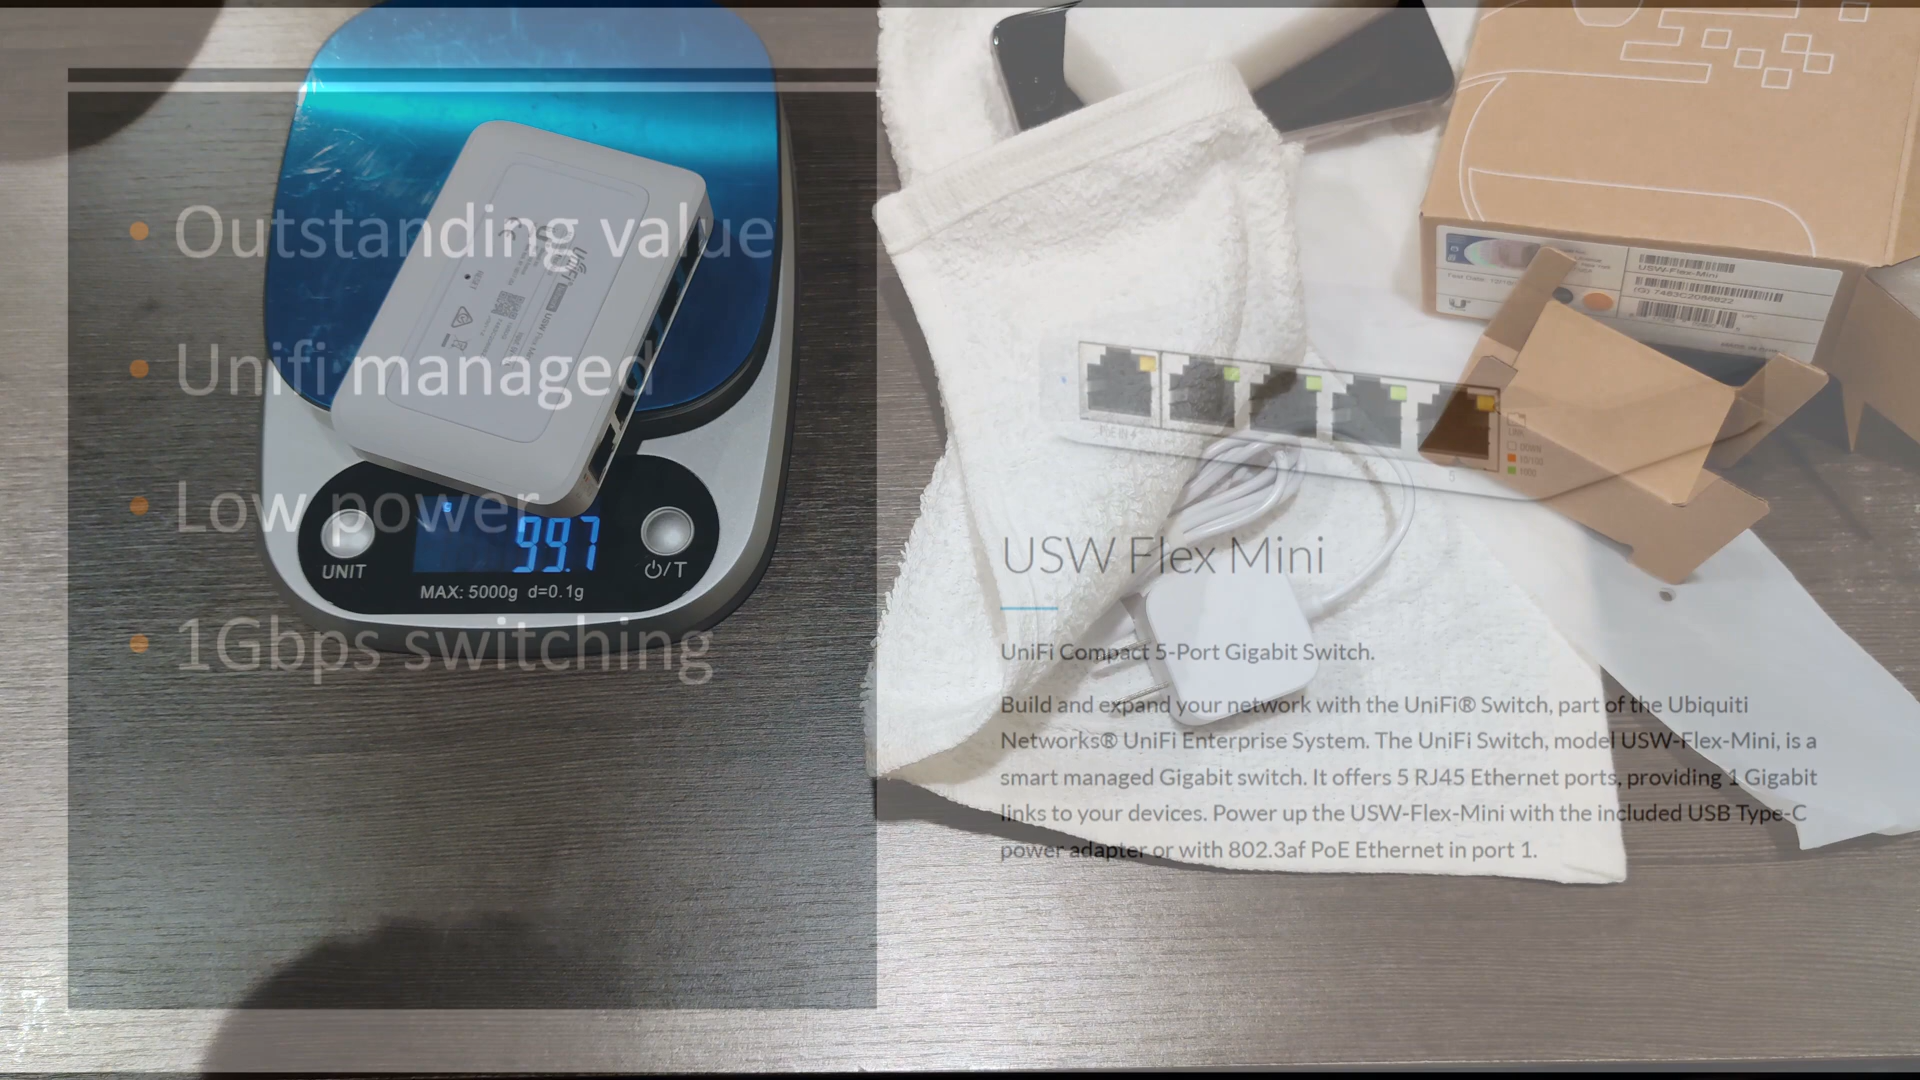 Outstanding value
Unifi managed
Low power
1Gbps switching
99.7
UNIT
⏻/T
MAX: 5000g d=0.1g
USW-Flex-Mini
USW Flex Mini
UniFi Compact 5-Port Gigabit Switch.
Build and expand your network with the UniFi® Switch, part of the Ubiquiti
Networks® UniFi Enterprise System. The UniFi Switch, model USW-Flex-Mini, is a
smart managed Gigabit switch. It offers 5 RJ45 Ethernet ports, providing 1 Gigabit
links to your devices. Power up the USW-Flex-Mini with the included USB Type-C
power adapter or with 802.3af PoE Ethernet in port 1.